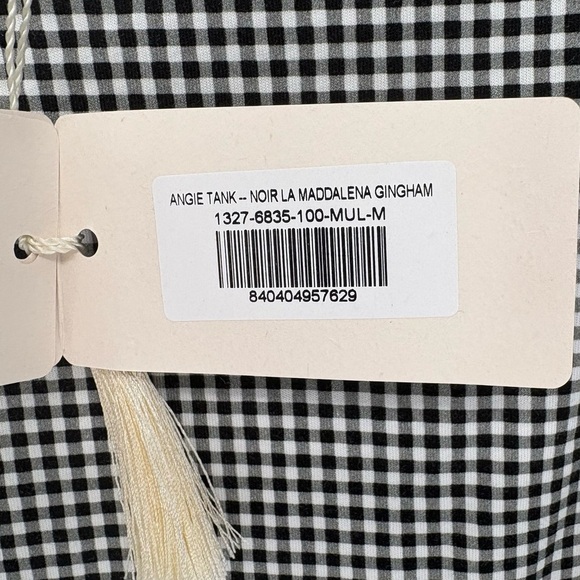 ANGIE TANK -- NOIR LA MADDALENA GINGHAM
1327-6835-100-MUL-M
840404957629